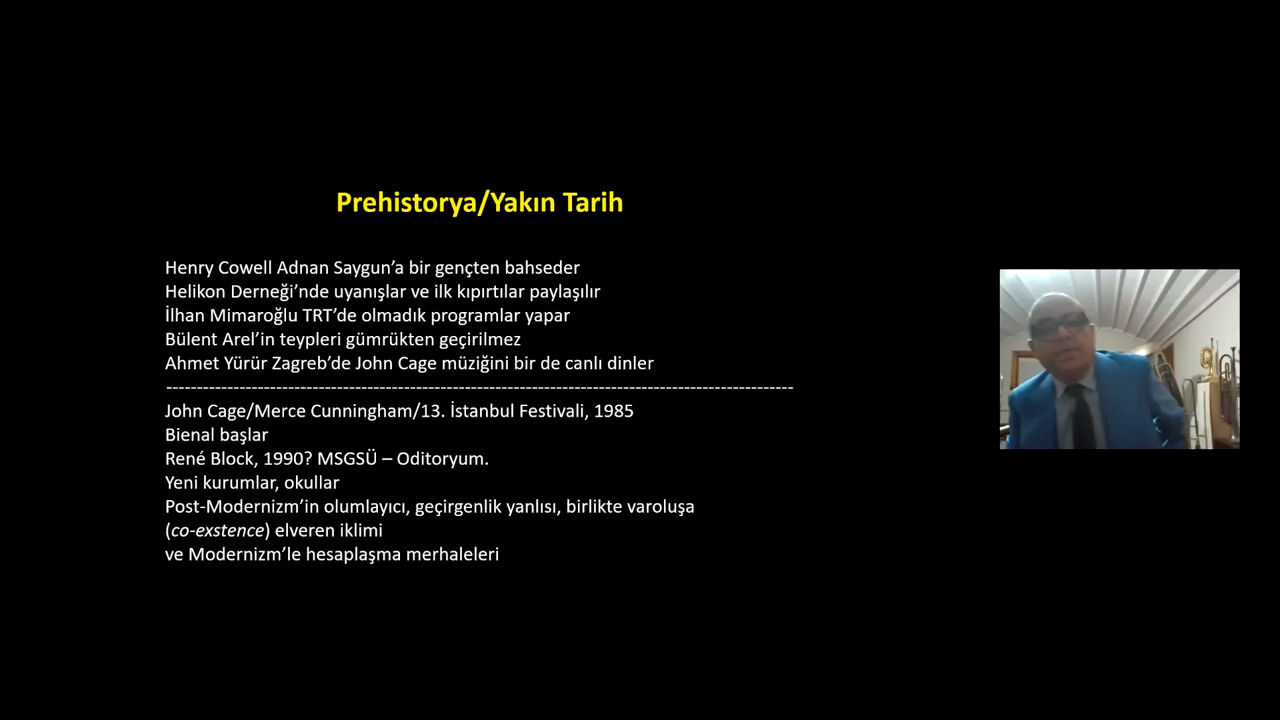 Prehistorya/Yakın Tarih
Henry Cowell Adnan Saygun’a bir gençten bahseder
Helikon Derneği’nde uyanışlar ve ilk kıpırtılar paylaşılır
İlhan Mimaroğlu TRT’de olmadık programlar yapar
Bülent Arel’in teypleri gümrükten geçirilmez
Ahmet Yürür Zagreb’de John Cage müziğini bir de canlı dinler
------------------------------------------------------------------------------------------------------
John Cage/Merce Cunningham/13. İstanbul Festivali, 1985
Bienal başlar
René Block, 1990? MSGSÜ – Oditoryum.
Yeni kurumlar, okullar
Post-Modernizm’in olumlayıcı, geçirgenlik yanlısı, birlikte varoluşa
(co-exstence) elveren iklimi
ve Modernizm’le hesaplaşma merhaleleri